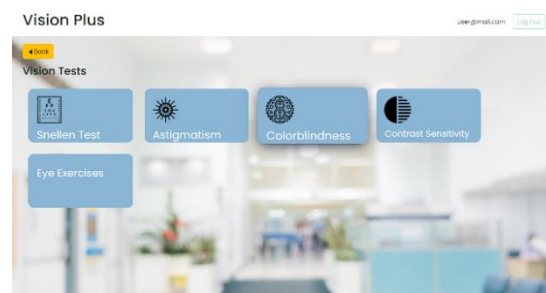 Vision Plus
user@mail.com
Log Out
Back
Vision Tests
Snellen Test
Astigmatism
Colorblindness
Contrast Sensitivity
Eye Exercises